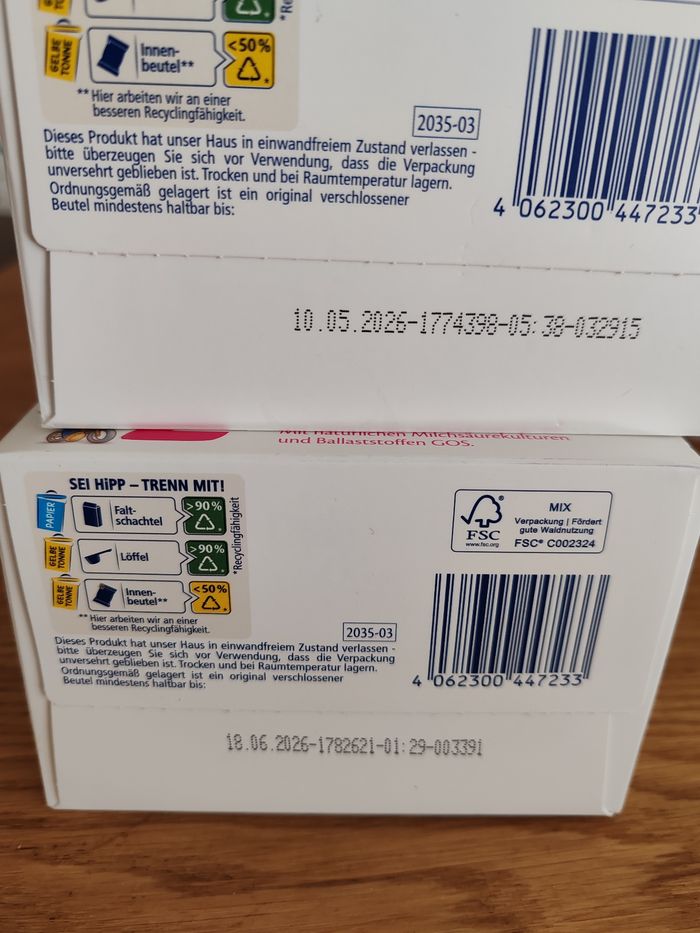 *Re
GELBE TONNE
Innen-
beutel**
<50%
** Hier arbeiten wir an einer
besseren Recyclingfähigkeit.
2035-03
Dieses Produkt hat unser Haus in einwandfreiem Zustand verlassen -
bitte überzeugen Sie sich vor Verwendung, dass die Verpackung
unversehrt geblieben ist. Trocken und bei Raumtemperatur lagern.
Ordnungsgemäß gelagert ist ein original verschlossener
Beutel mindestens haltbar bis:
4 062300 447233
10.05.2026-1774398-05:38-032915
Mit natürlichen Milchsäurekulturen
und Ballaststoffen GOS.
SEI HiPP – TRENN MIT!
PAPIER
Falt-
schachtel
>90%
GELBE TONNE
Löffel
>90%
GELBE TONNE
Innen-
beutel**
<50%
*Recyclingfähigkeit
** Hier arbeiten wir an einer
besseren Recyclingfähigkeit.
FSC
www.fsc.org
MIX
Verpackung | Fördert
gute Waldnutzung
FSC® C002324
2035-03
Dieses Produkt hat unser Haus in einwandfreiem Zustand verlassen -
bitte überzeugen Sie sich vor Verwendung, dass die Verpackung
unversehrt geblieben ist. Trocken und bei Raumtemperatur lagern.
Ordnungsgemäß gelagert ist ein original verschlossener
Beutel mindestens haltbar bis:
4 062300 447233
18.06.2026-1782621-01:29-003391